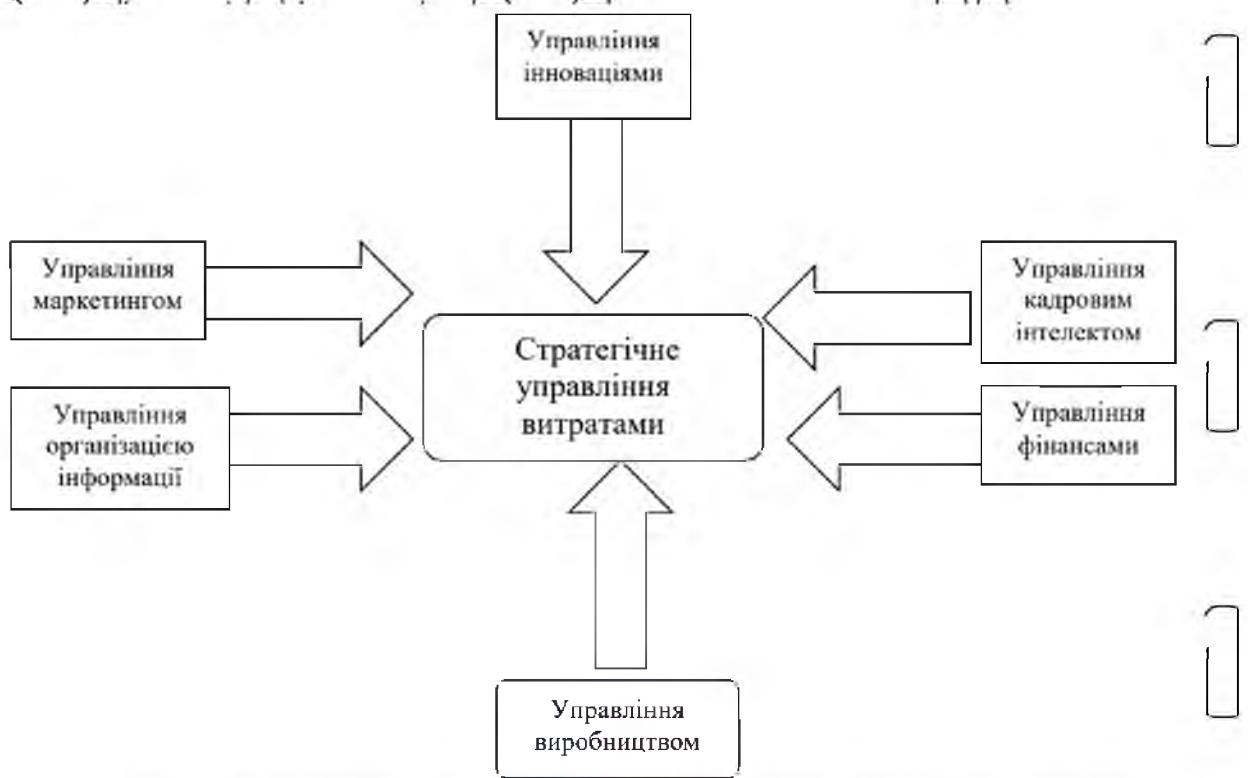 Управління
інноваціями
Управління
маркетингом
Управління
кадровим
інтелектом
Стратегічне
управління
витратами
Управління
організацією
інформації
Управління
фінансами
Управління
виробництвом